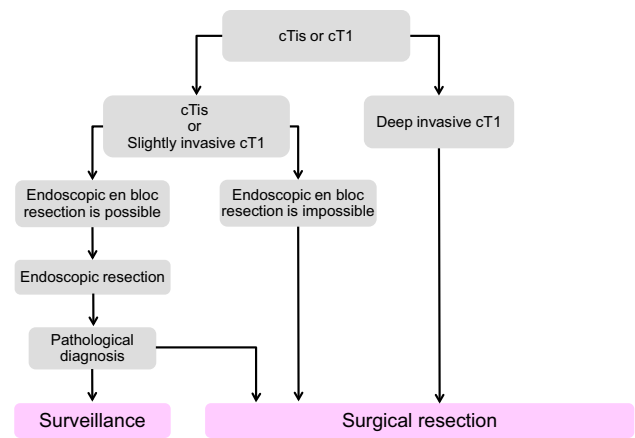 cTis or cT1
cTis
or
Slightly invasive cT1
Deep invasive cT1
Endoscopic en bloc
resection is possible
Endoscopic en bloc
resection is impossible
Endoscopic resection
Pathological
diagnosis
Surveillance
Surgical resection